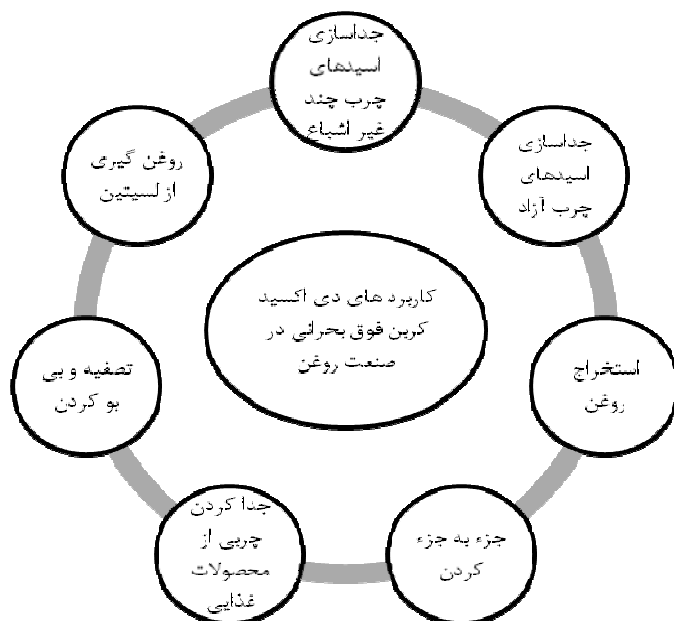 جداسازی
اسیدهای
چرب چند
غیر اشباع
جداسازی
اسیدهای
چرب آزاد
استخراج
روغن
جزء به جزء
کردن
جدا کردن
چربی از
محصولات
غذایی
تصفیه و بی
بو کردن
روغن گیری
از لسیتین
کاربرد های دی اکسید
کربن فوق بحرانی در
صنعت روغن